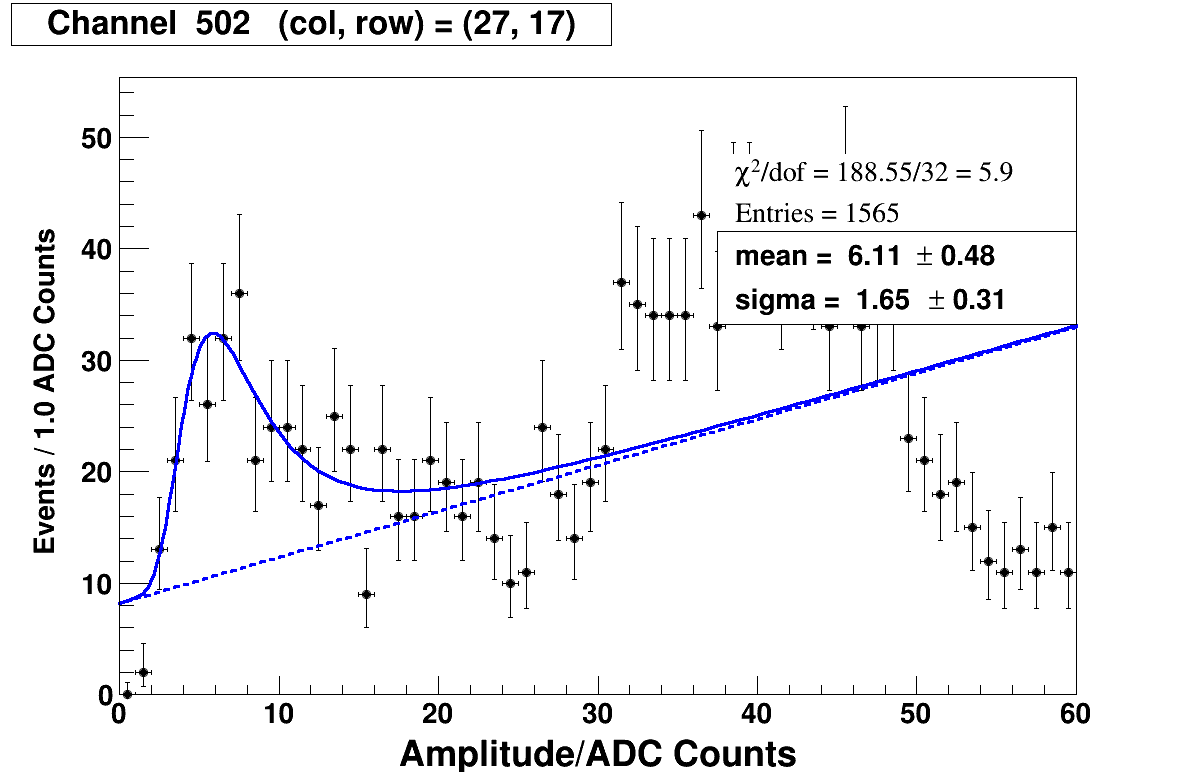 Channel 502 (col, row) = (27, 17)
χ²/dof = 188.55/32 = 5.9
Entries = 1565
mean = 6.11 ± 0.48
sigma = 1.65 ± 0.31
Events / 1.0 ADC Counts
50
40
30
20
10
0
0 10 20 30 40 50 60
Amplitude/ADC Counts